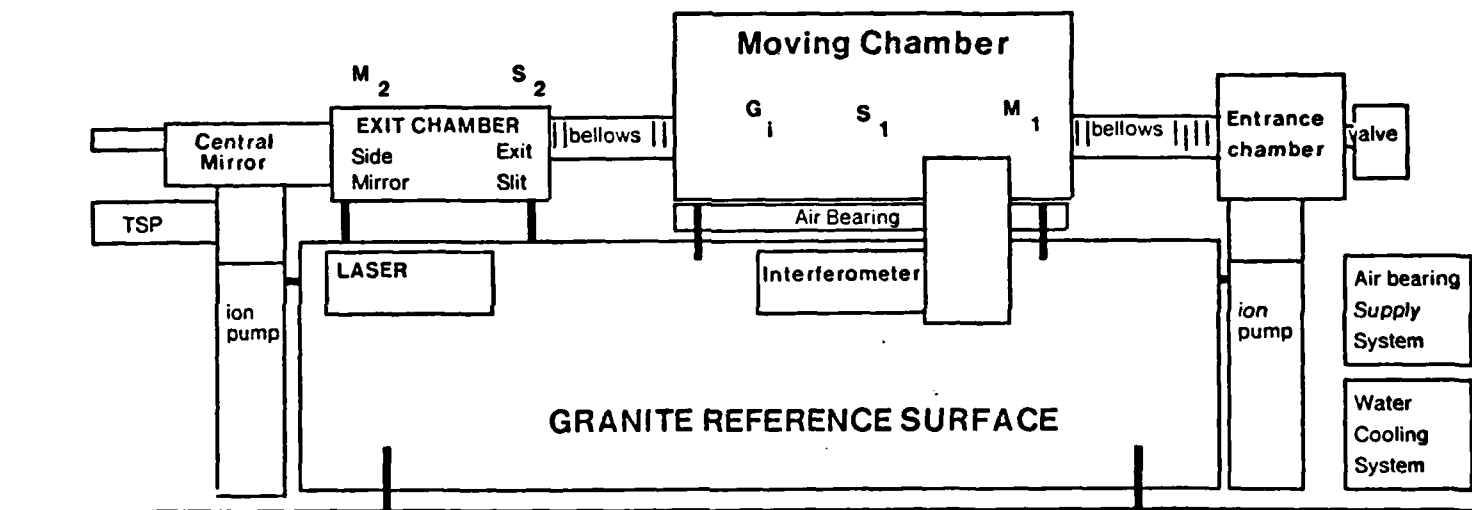 Moving Chamber
M 2
S 2
G i
S 1
M 1
EXIT CHAMBER
Side
Mirror
Exit
Slit
Central
Mirror
bellows
bellows
Entrance
chamber
valve
TSP
Air Bearing
LASER
Interferometer
ion
pump
ion
pump
Air bearing
Supply
System
GRANITE REFERENCE SURFACE
Water
Cooling
System